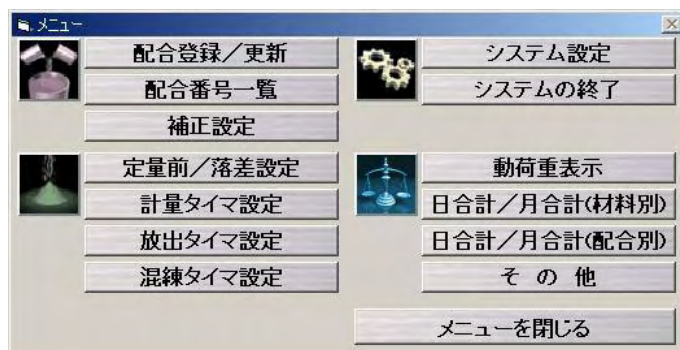 メニュー
配合登録／更新
配合番号一覧
補正設定
定量前／落差設定
計量タイマ設定
放出タイマ設定
混練タイマ設定
システム設定
システムの終了
動荷重表示
日合計／月合計(材料別)
日合計／月合計(配合別)
そ の 他
メニューを閉じる